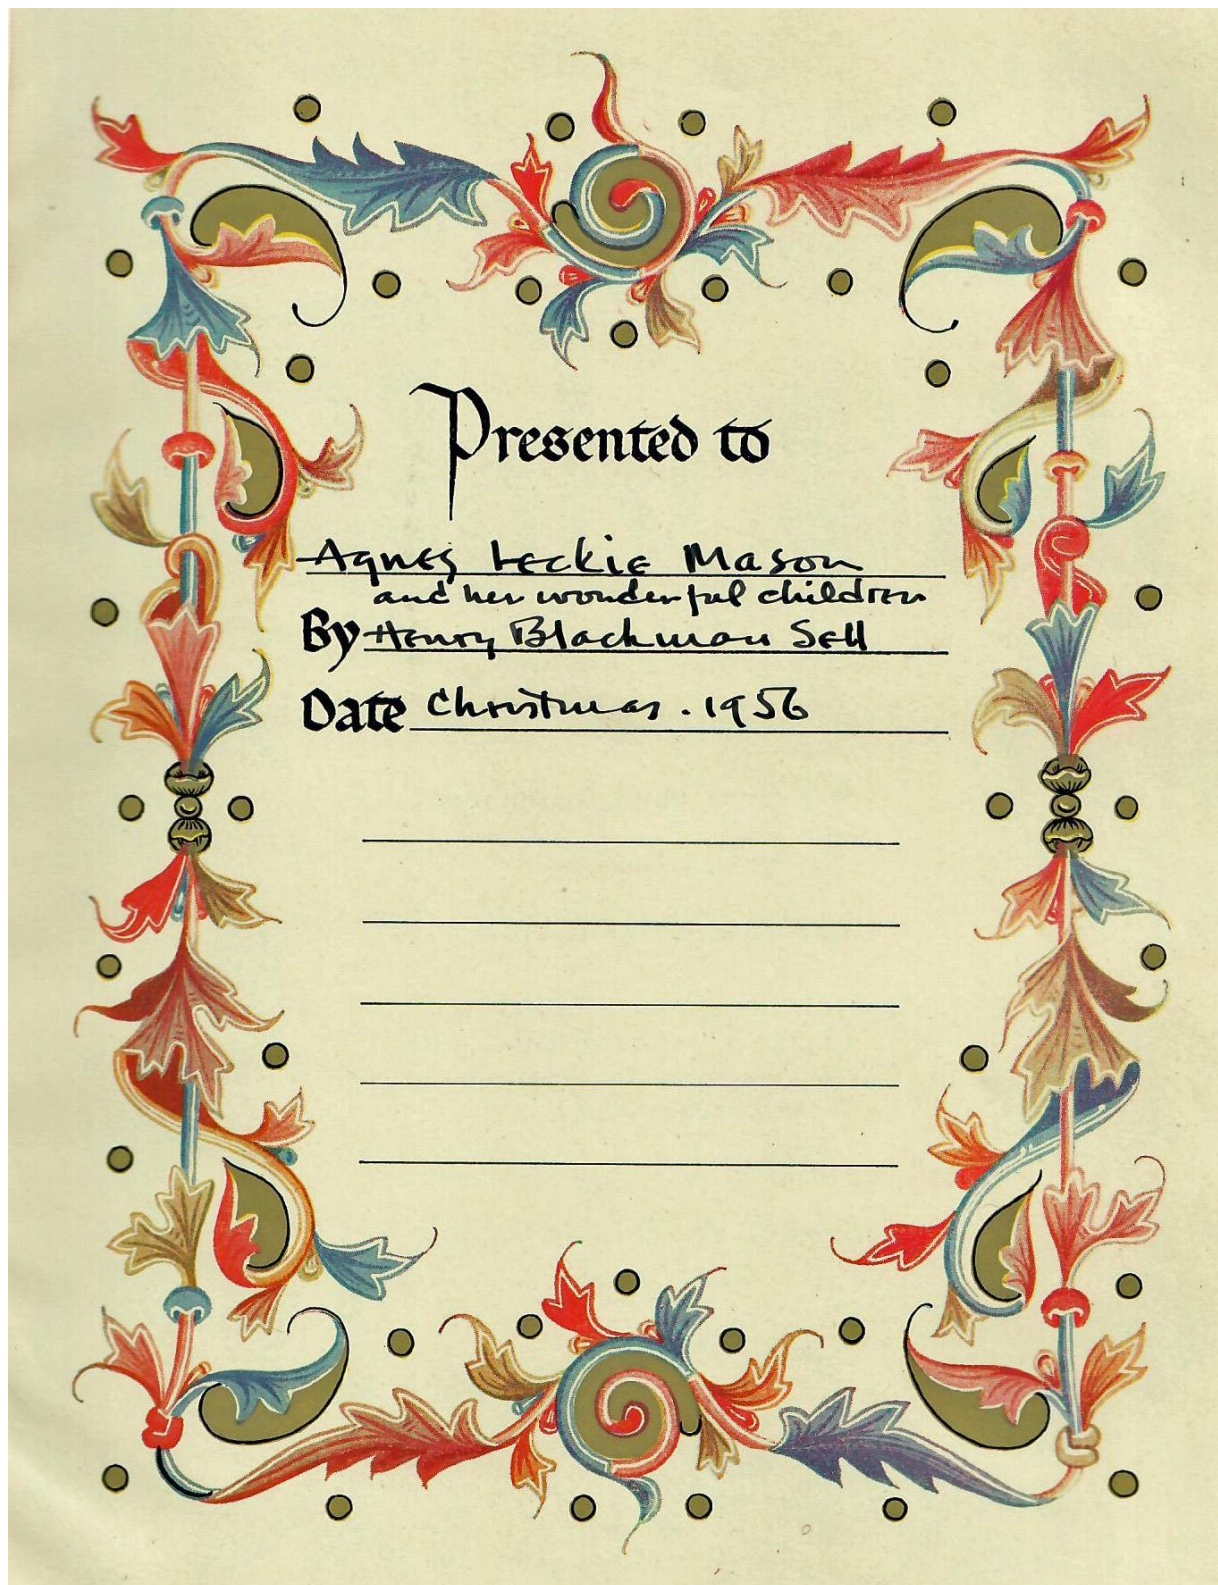 Presented to
Agnes Leckie Mason
and her wonderful children
By Henry Blackman Sell
Date Christmas. 1956